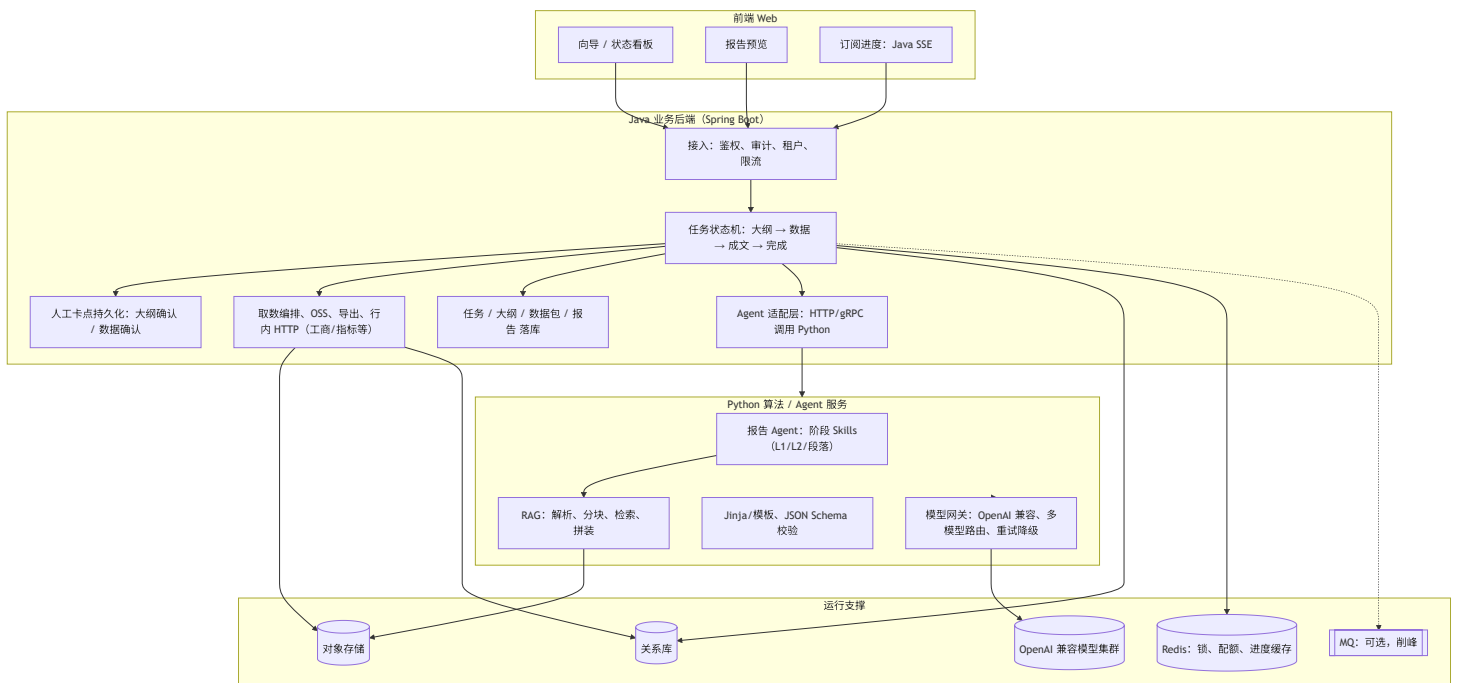 前端 Web
向导 / 状态看板
报告预览
订阅进度：Java SSE
Java 业务后端（Spring Boot）
接入：鉴权、审计、租户、
限流
任务状态机：大纲 → 数据
→ 成文 → 完成
人工卡点持久化：大纲确认
/ 数据确认
取数编排、OSS、导出、行
内 HTTP（工商/指标等）
任务 / 大纲 / 数据包 / 报
告 落库
Agent 适配层：HTTP/gRPC
调用 Python
Python 算法 / Agent 服务
报告 Agent：阶段 Skills
（L1/L2/段落）
RAG：解析、分块、检索、
拼装
Jinja/模板、JSON Schema
校验
模型网关：OpenAI 兼容、多
模型路由、重试降级
运行支撑
对象存储
关系库
OpenAI 兼容模型集群
Redis：锁、配额、进度缓存
MQ：可选，削峰